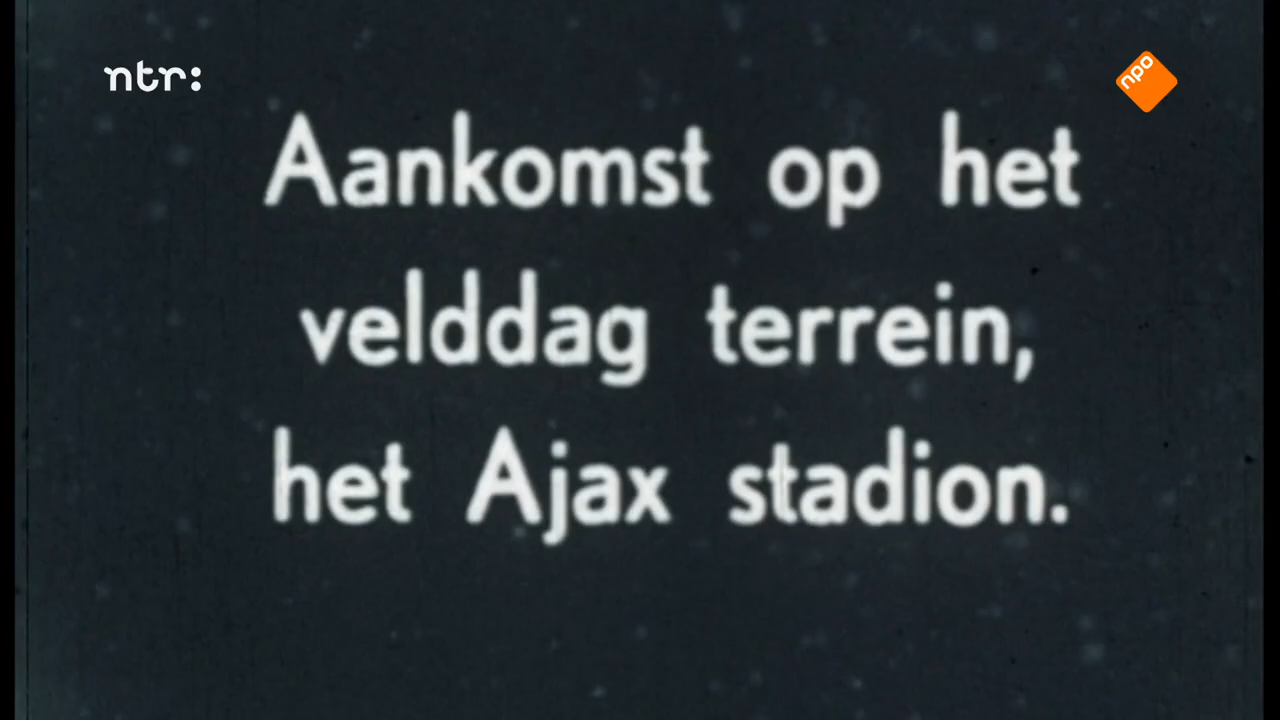 ntr:
npo
Aankomst op het
velddag terrein,
het Ajax stadion.